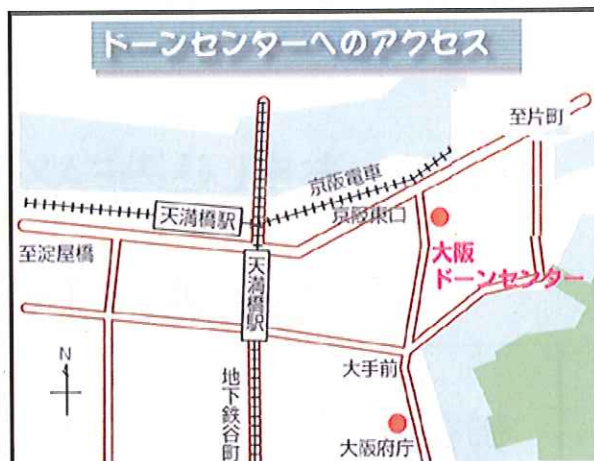 ドーンセンターへのアクセス
至片町
京阪電車
天満橋駅
京阪東口
至淀屋橋
大阪
ドーンセンター
天満橋駅
N
大手前
地下鉄谷町
大阪府庁